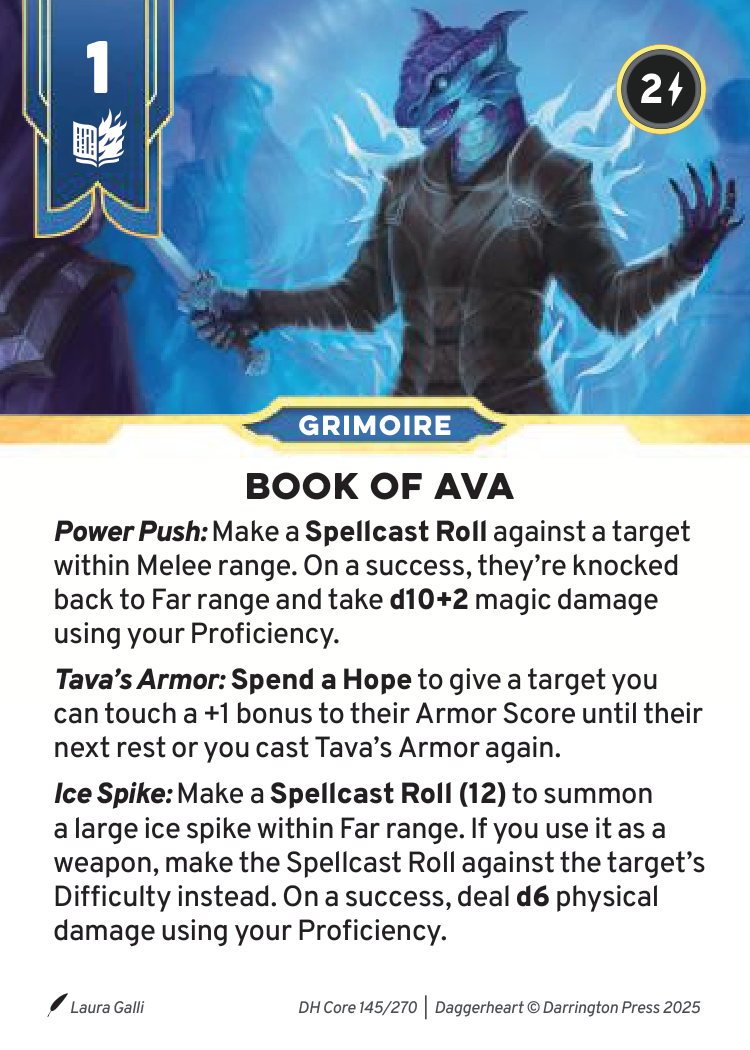 1
2
GRIMOIRE
BOOK OF AVA
Power Push: Make a Spellcast Roll against a target
within Melee range. On a success, they’re knocked
back to Far range and take d10+2 magic damage
using your Proficiency.
Tava’s Armor: Spend a Hope to give a target you
can touch a +1 bonus to their Armor Score until their
next rest or you cast Tava’s Armor again.
Ice Spike: Make a Spellcast Roll (12) to summon
a large ice spike within Far range. If you use it as a
weapon, make the Spellcast Roll against the target’s
Difficulty instead. On a success, deal d6 physical
damage using your Proficiency.
Laura Galli
DH Core 145/270 | Daggerheart © Darrington Press 2025